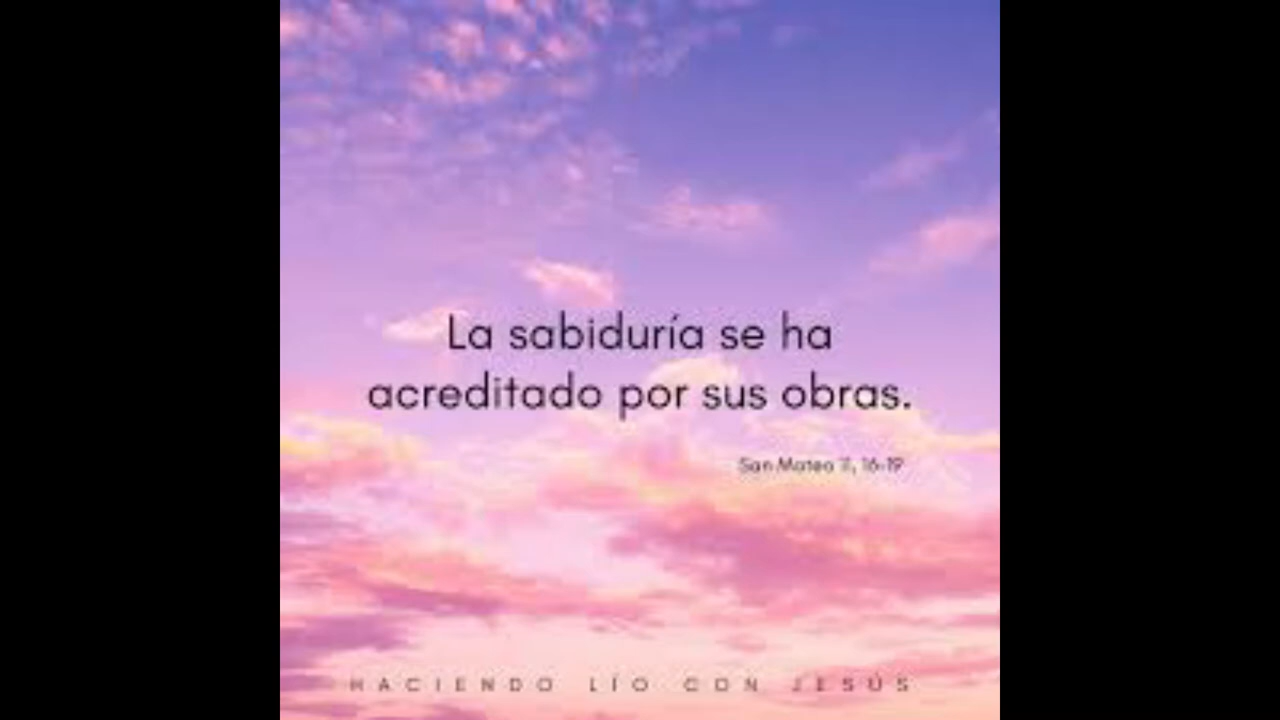 La sabiduría se ha
acreditado por sus obras.
San Mateo 11, 16-19
HACIENDO LÍO CON JESÚS